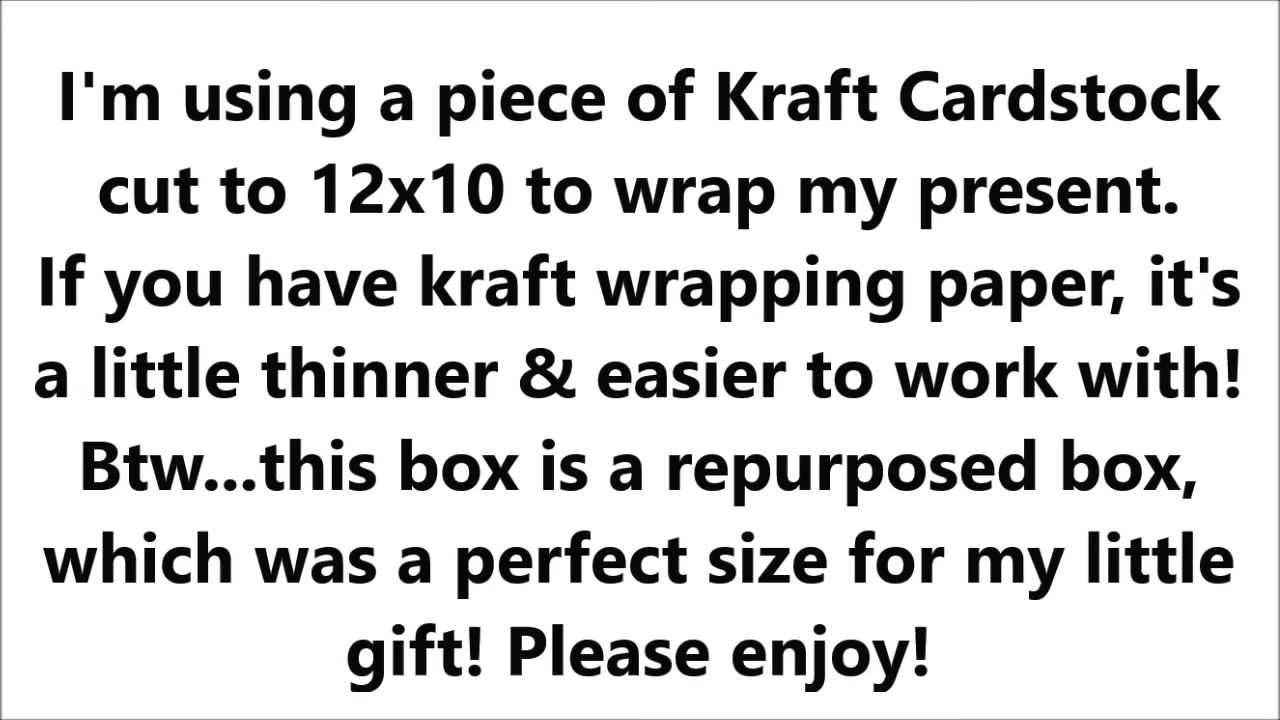 I'm using a piece of Kraft Cardstock
cut to 12x10 to wrap my present.
If you have kraft wrapping paper, it's
a little thinner & easier to work with!
Btw...this box is a repurposed box,
which was a perfect size for my little
gift! Please enjoy!